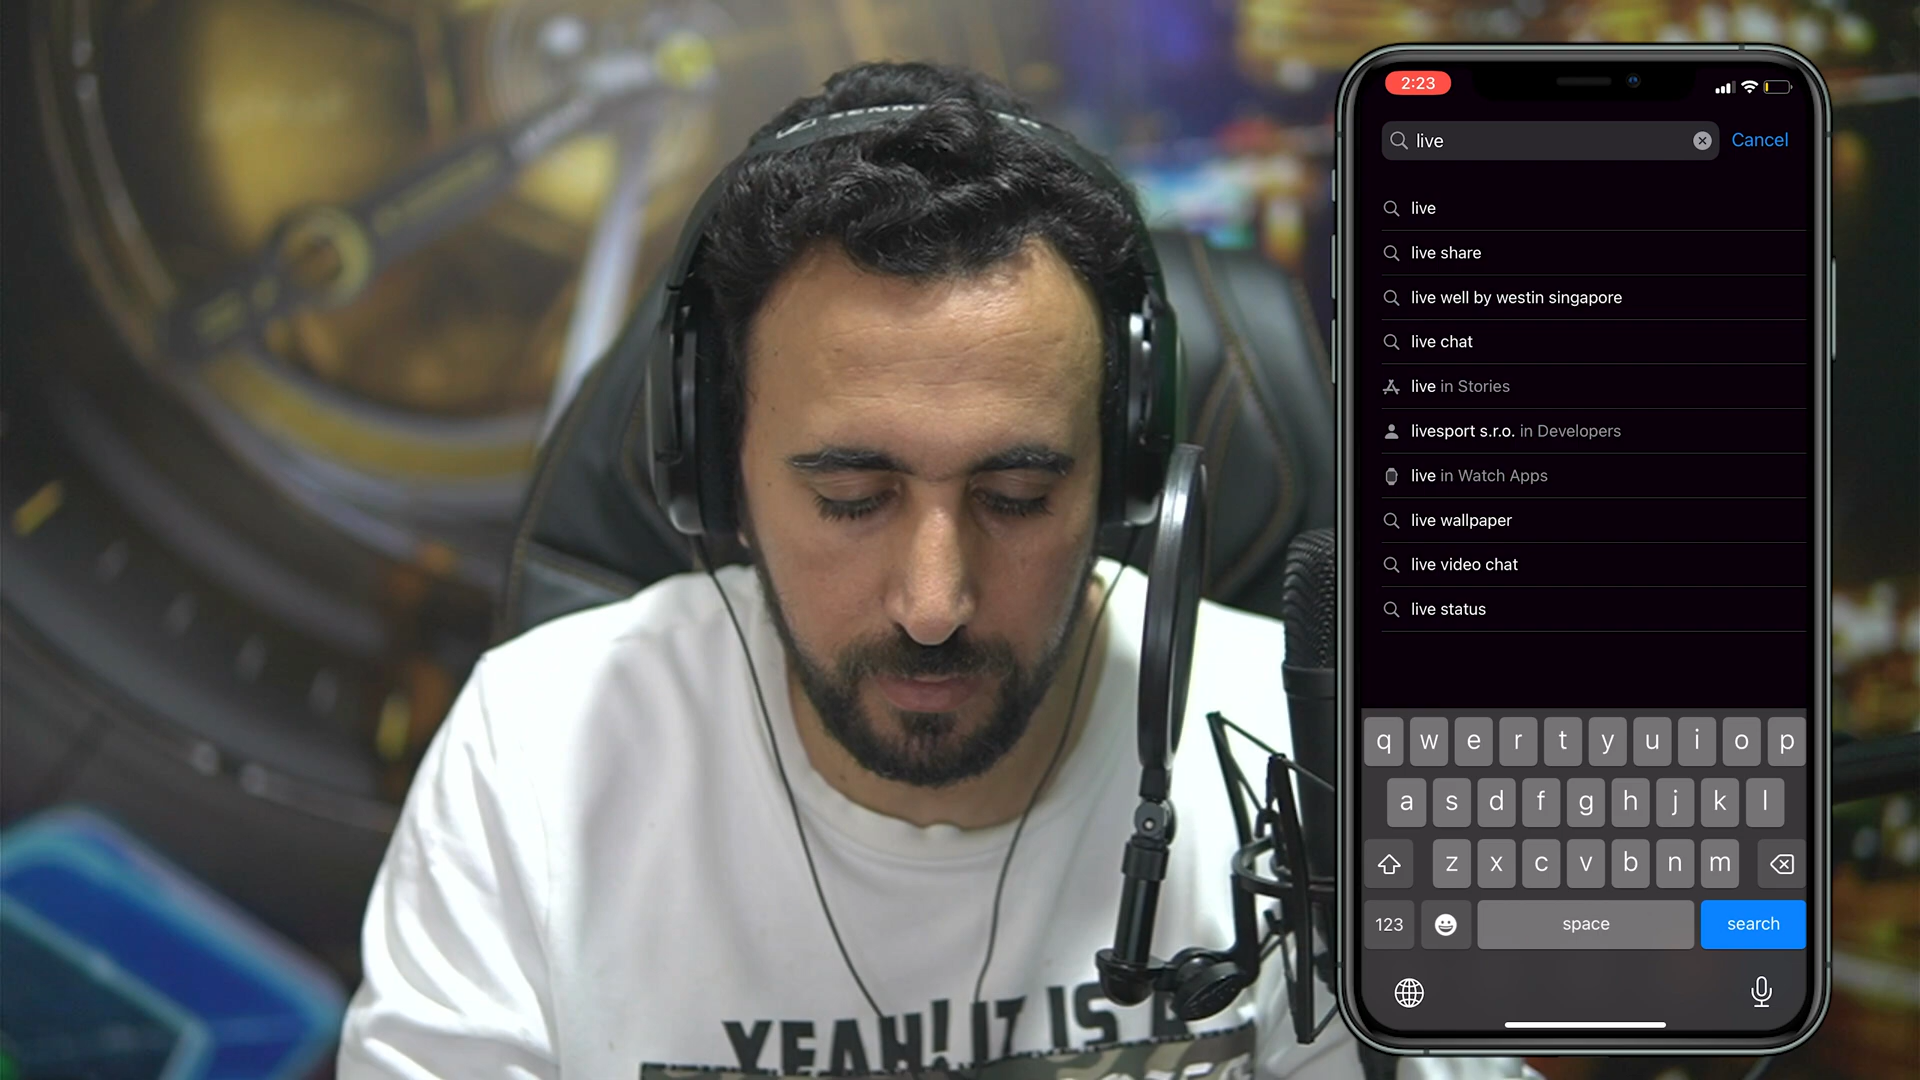 YEAH! IT IS A
2:23
live
Cancel
live
live share
live well by westin singapore
live chat
live in Stories
livesport s.r.o. in Developers
live in Watch Apps
live wallpaper
live video chat
live status
q w e r t y u i o p
a s d f g h j k l
z x c v b n m
123 space search